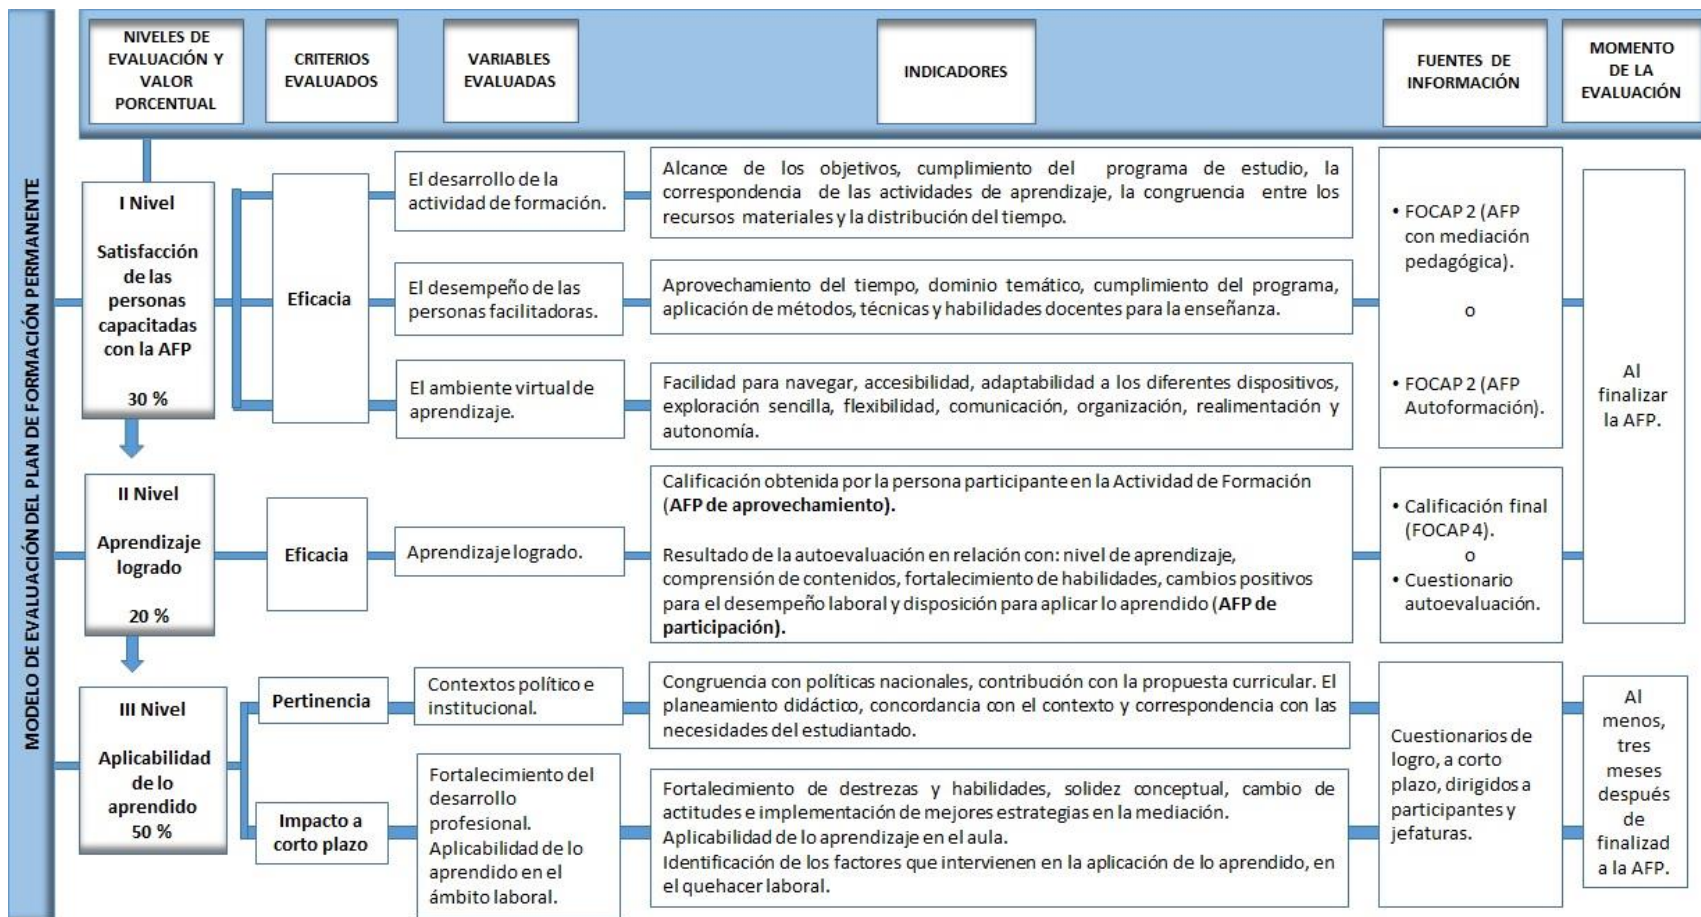 MODELO DE EVALUACIÓN DEL PLAN DE FORMACIÓN PERMANENTE
NIVELES DE
EVALUACIÓN Y
VALOR
PORCENTUAL
CRITERIOS
EVALUADOS
VARIABLES
EVALUADAS
INDICADORES
FUENTES DE
INFORMACIÓN
MOMENTO
DE LA
EVALUACIÓN
I Nivel
Satisfacción
de las
personas
capacitadas
con la AFP
30 %
Eficacia
El desarrollo de la
actividad de formación.
Alcance de los objetivos, cumplimiento del programa de estudio, la
correspondencia de las actividades de aprendizaje, la congruencia entre los
recursos materiales y la distribución del tiempo.
El desempeño de las
personas facilitadoras.
Aprovechamiento del tiempo, dominio temático, cumplimiento del programa,
aplicación de métodos, técnicas y habilidades docentes para la enseñanza.
El ambiente virtual de
aprendizaje.
Facilidad para navegar, accesibilidad, adaptabilidad a los diferentes dispositivos,
exploración sencilla, flexibilidad, comunicación, organización, realimentación y
autonomía.
• FOCAP 2 (AFP
con mediación
pedagógica).
o
• FOCAP 2 (AFP
Autoformación).
Al
finalizar
la AFP.
II Nivel
Aprendizaje
logrado
20 %
Eficacia
Aprendizaje logrado.
Calificación obtenida por la persona participante en la Actividad de Formación
(AFP de aprovechamiento).
Resultado de la autoevaluación en relación con: nivel de aprendizaje,
comprensión de contenidos, fortalecimiento de habilidades, cambios positivos
para el desempeño laboral y disposición para aplicar lo aprendido (AFP de
participación).
• Calificación final
(FOCAP 4).
o
• Cuestionario
autoevaluación.
III Nivel
Aplicabilidad
de lo
aprendido
50 %
Pertinencia
Contextos político e
institucional.
Congruencia con políticas nacionales, contribución con la propuesta curricular. El
planeamiento didáctico, concordancia con el contexto y correspondencia con las
necesidades del estudiantado.
Impacto a
corto plazo
Fortalecimiento del
desarrollo
profesional.
Aplicabilidad de lo
aprendido en el
ámbito laboral.
Fortalecimiento de destrezas y habilidades, solidez conceptual, cambio de
actitudes e implementación de mejores estrategias en la mediación.
Aplicabilidad de lo aprendizaje en el aula.
Identificación de los factores que intervienen en la aplicación de lo aprendido, en
el quehacer laboral.
Cuestionarios de
logro, a corto
plazo, dirigidos a
participantes y
jefaturas.
Al
menos,
tres
meses
después
de
finalizad
a la AFP.